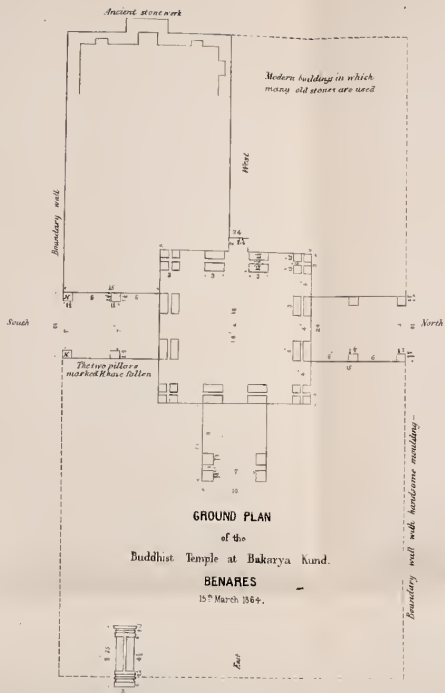 Ancient stonework
Modern building in which
many old stones are used
Boundary wall
West
South
North
The two pillars
marked H have fallen
Boundary wall with handsome moulding
GROUND PLAN
of the
Buddhist Temple at Bakarya Kund.
BENARES
15th March 1864.
East